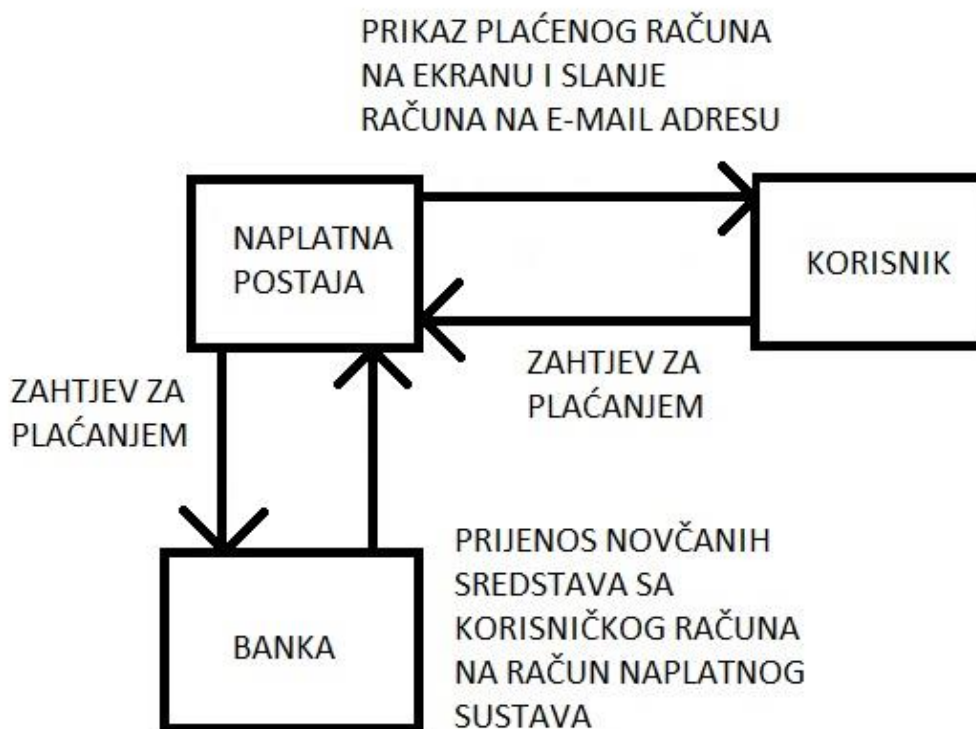 PRIKAZ PLAĆENOG RAČUNA
NA EKRANU I SLANJE
RAČUNA NA E-MAIL ADRESU
NAPLATNA
POSTAJA
KORISNIK
ZAHTJEV ZA
PLAĆANJEM
ZAHTJEV ZA
PLAĆANJEM
BANKA
PRIJENOS NOVČANIH
SREDSTAVA SA
KORISNIČKOG RAČUNA
NA RAČUN NAPLATNOG
SUSTAVA